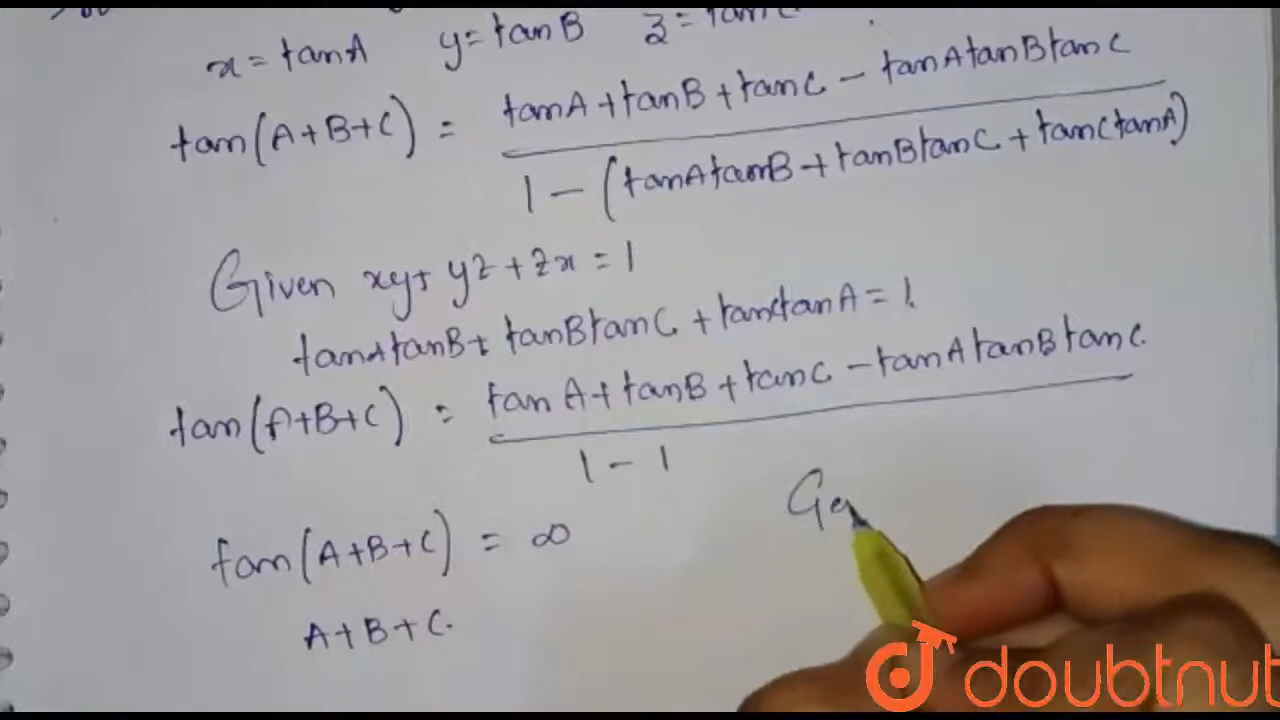 x = tanA y = tanB z = tanC
tan(A+B+C) = tanA + tanB + tanC - tanA tanB tanC
1 - (tanA tanB + tanB tanC + tanC tanA)
Given xy + yz + zx = 1
tanA tanB + tanB tanC + tanC tanA = 1.
tan(A+B+C) = tanA + tanB + tanC - tanA tanB tanC
1 - 1
tan(A+B+C) = ∞
A+B+C.
Ge
doubtnut